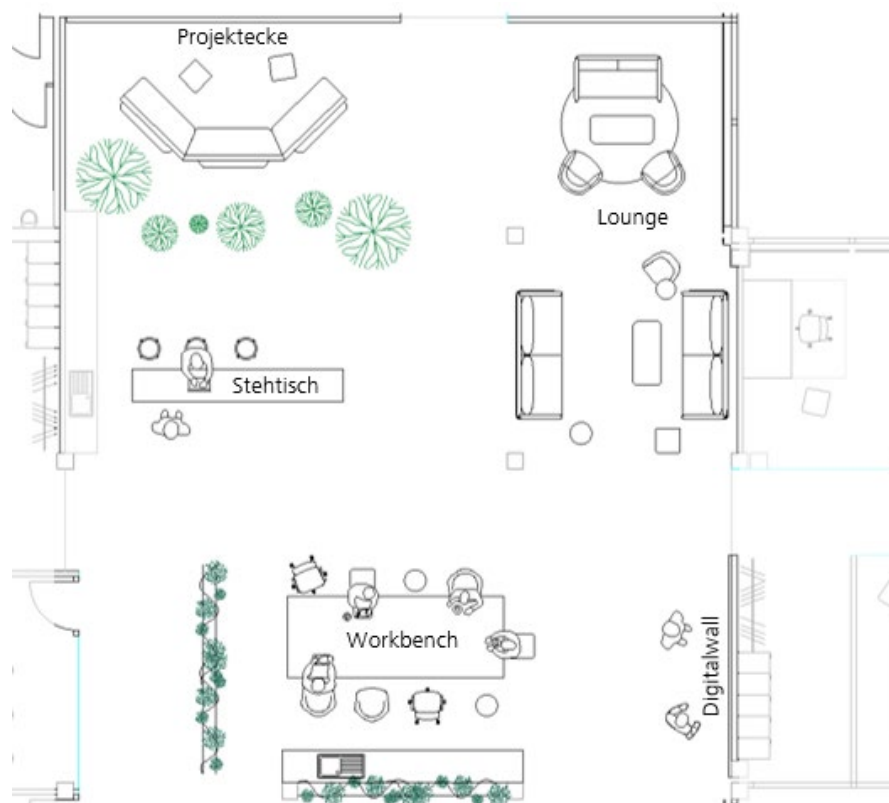 Projektecke
Lounge
Stehtisch
Workbench
Digitalwall